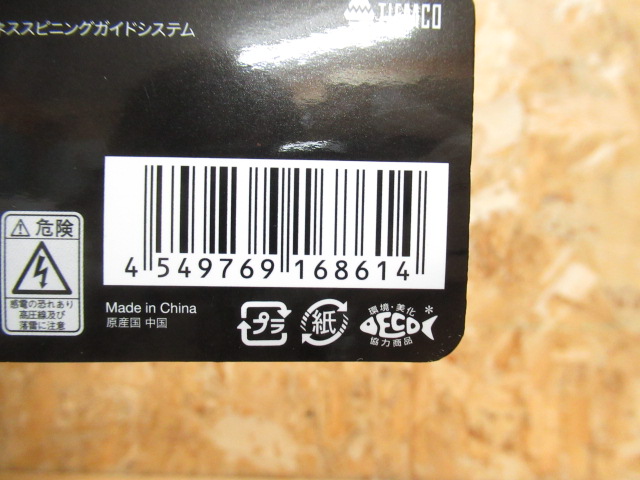 ススピニングガイドシステム
4 549769 168614
危険
感電の恐れあり
高圧線及び
落雷に注意
Made in China
原産国 中国
プラ
紙
環境・美化
ECO
協力商品